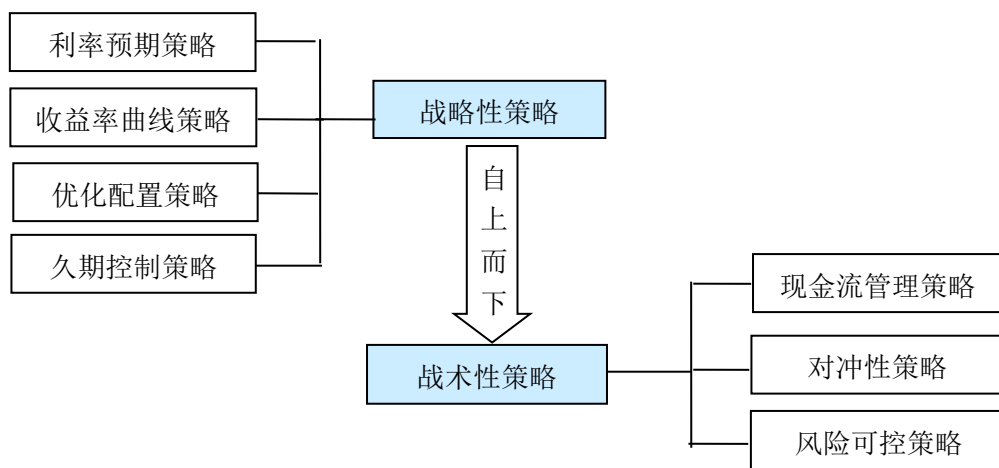 利率预期策略
收益率曲线策略
优化配置策略
久期控制策略
战略性策略
自
上
而
下
战术性策略
现金流管理策略
对冲性策略
风险可控策略